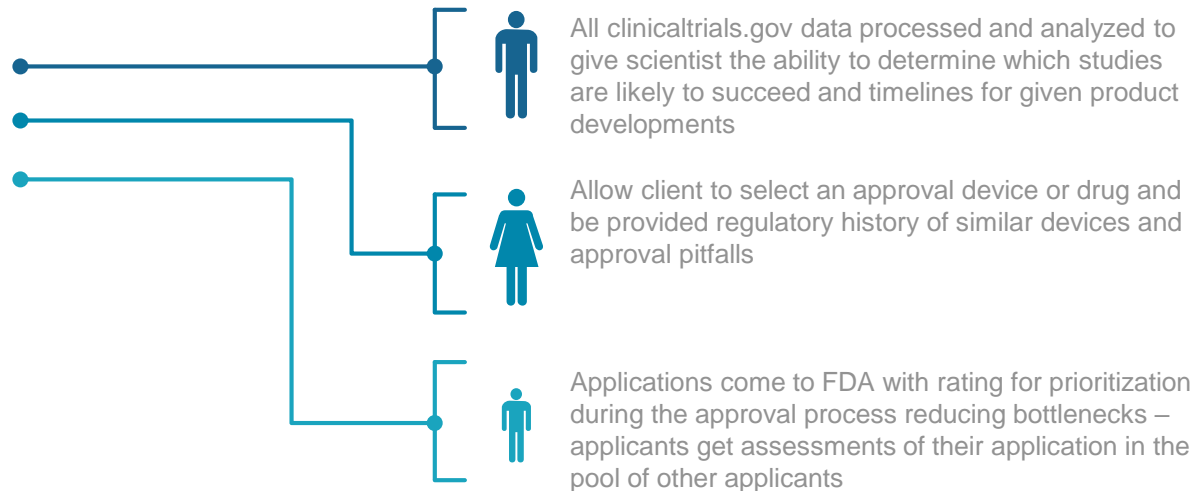 All clinicaltrials.gov data processed and analyzed to
give scientist the ability to determine which studies
are likely to succeed and timelines for given product
developments
Allow client to select an approval device or drug and
be provided regulatory history of similar devices and
approval pitfalls
Applications come to FDA with rating for prioritization
during the approval process reducing bottlenecks –
applicants get assessments of their application in the
pool of other applicants